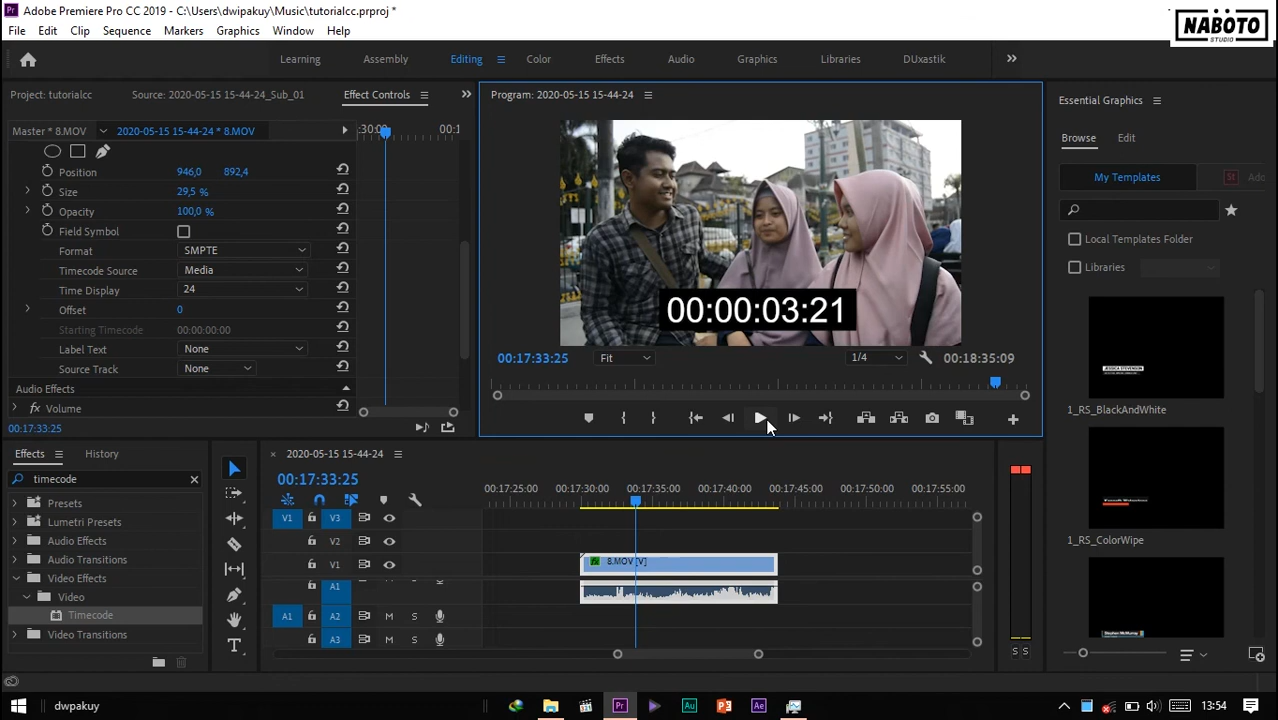 Adobe Premiere Pro CC 2019 - C:\Users\dwipakuy\Music\tutorialcc.prproj *
NABOTO
STUDIO
File Edit Clip Sequence Markers Graphics Window Help
Learning Assembly Editing Color Effects Audio Graphics Libraries DUxastik
Project: tutorialcc Source: 2020-05-15 15-44-24_Sub_01 Effect Controls
Program: 2020-05-15 15-44-24
Essential Graphics
Master * 8.MOV 2020-05-15 15-44-24 * 8.MOV
Browse Edit
My Templates
Position 946,0 892,4
Size 29,5 %
Opacity 100,0 %
Field Symbol
Format SMPTE
Timecode Source Media
Time Display 24
Offset 0
Starting Timecode 00:00:00:00
Label Text None
Source Track None
Audio Effects
fx Volume
00:17:33:25
00:00:03:21
00:17:33:25 Fit 1/4 00:18:35:09
Local Templates Folder
Libraries
1_RS_BlackAndWhite
1_RS_ColorWipe
Effects History
timecode
Presets
Lumetri Presets
Audio Effects
Audio Transitions
Video Effects
Video
Timecode
Video Transitions
2020-05-15 15-44-24
00:17:33:25
00:17:25:00 00:17:30:00 00:17:35:00 00:17:40:00 00:17:45:00 00:17:50:00 00:17:55:00
V1 V3
V2
V1
8.MOV [V]
A1
A1 A2 M S
A3 M S
S S
dwpakuy
Pr Au Ae
13:54